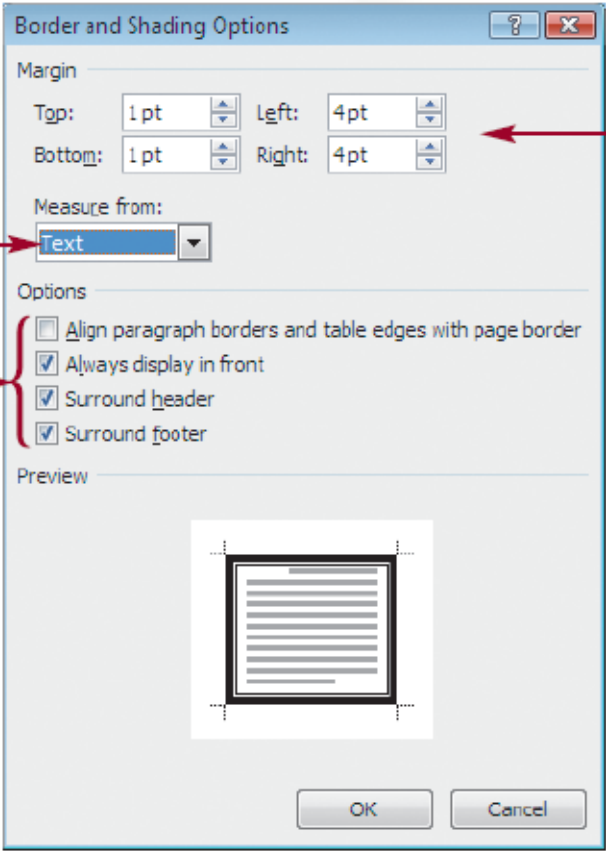 Border and Shading Options
Margin
Top: 1 pt Left: 4 pt
Bottom: 1 pt Right: 4 pt
Measure from:
Text
Options
Align paragraph borders and table edges with page border
Always display in front
Surround header
Surround footer
Preview
OK Cancel